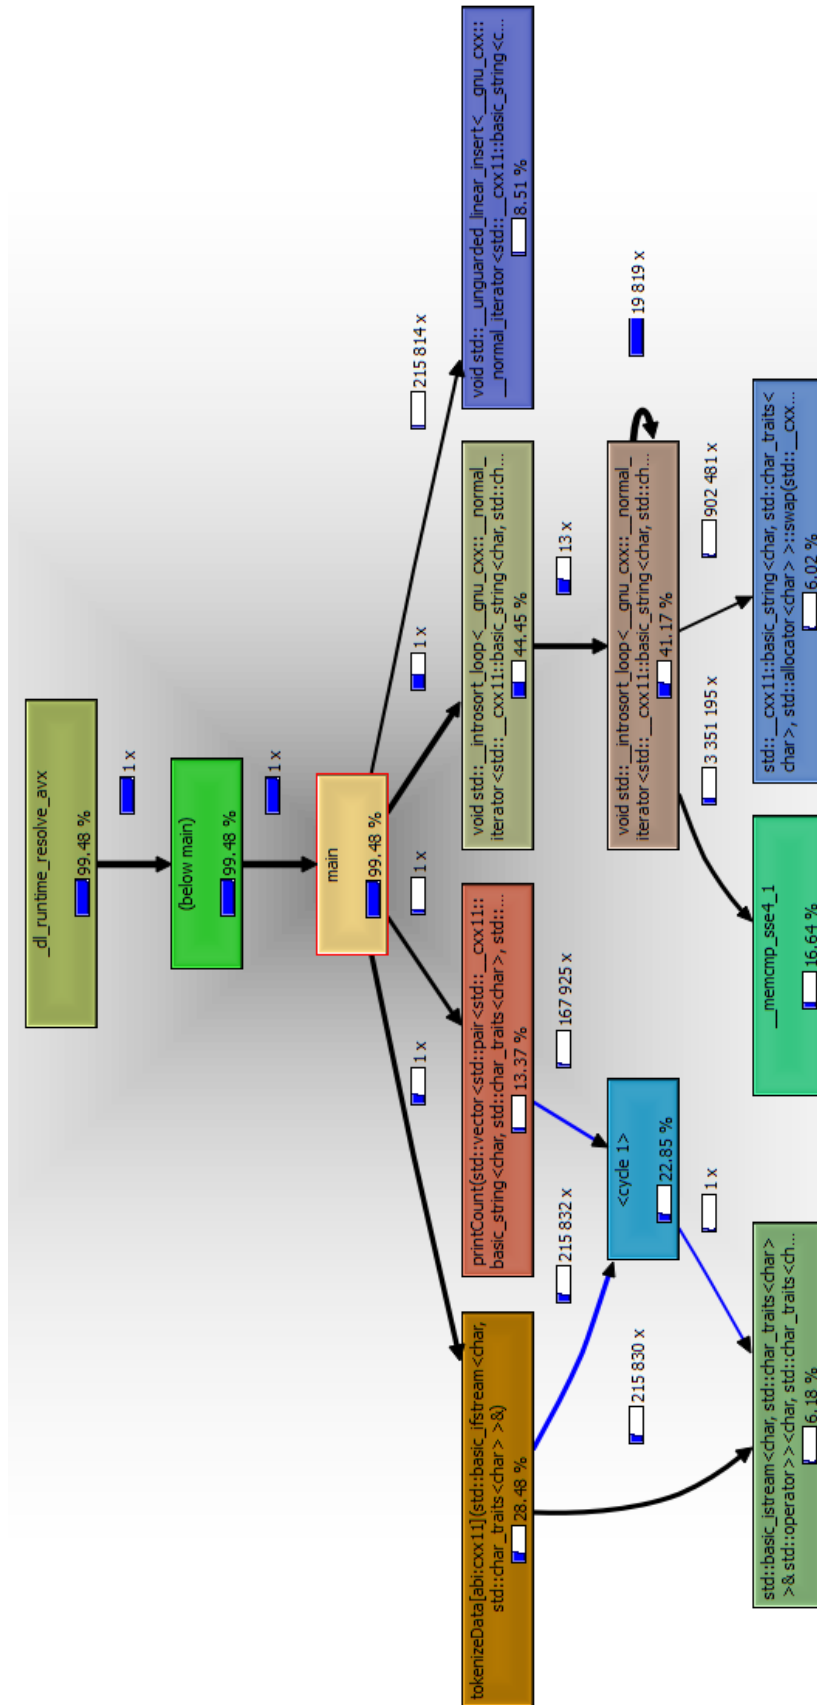 _dl_runtime_resolve_avx
99.48 %
1 x
(below main)
99.48 %
1 x
main
99.48 %
1 x
1 x
1 x
215 814 x
tokenizeData[abi:cxx11](std::basic_ifstream<char,
std::char_traits<char> >&)
28.48 %
printCount(std::vector<std::pair<std::__cxx11::
basic_string<char, std::char_traits<char>, std::...
13.37 %
void std::__introsort_loop<__gnu_cxx::__normal_
iterator<std::__cxx11::basic_string<char, std::ch...
44.45 %
void std::__unguarded_linear_insert<__gnu_cxx::
__normal_iterator<std::__cxx11::basic_string<c...
8.51 %
215 832 x
167 925 x
13 x
<cycle 1>
22.85 %
void std::__introsort_loop<__gnu_cxx::__normal_
iterator<std::__cxx11::basic_string<char, std::ch...
41.17 %
19 819 x
215 830 x
1 x
3 351 195 x
902 481 x
std::basic_istream<char, std::char_traits<char>
>& std::operator>><char, std::char_traits<ch...
6.18 %
__memcmp_sse4_1
16.64 %
std::__cxx11::basic_string<char, std::char_traits<
char>, std::allocator<char> >::swap(std::__cxx...
6.02 %